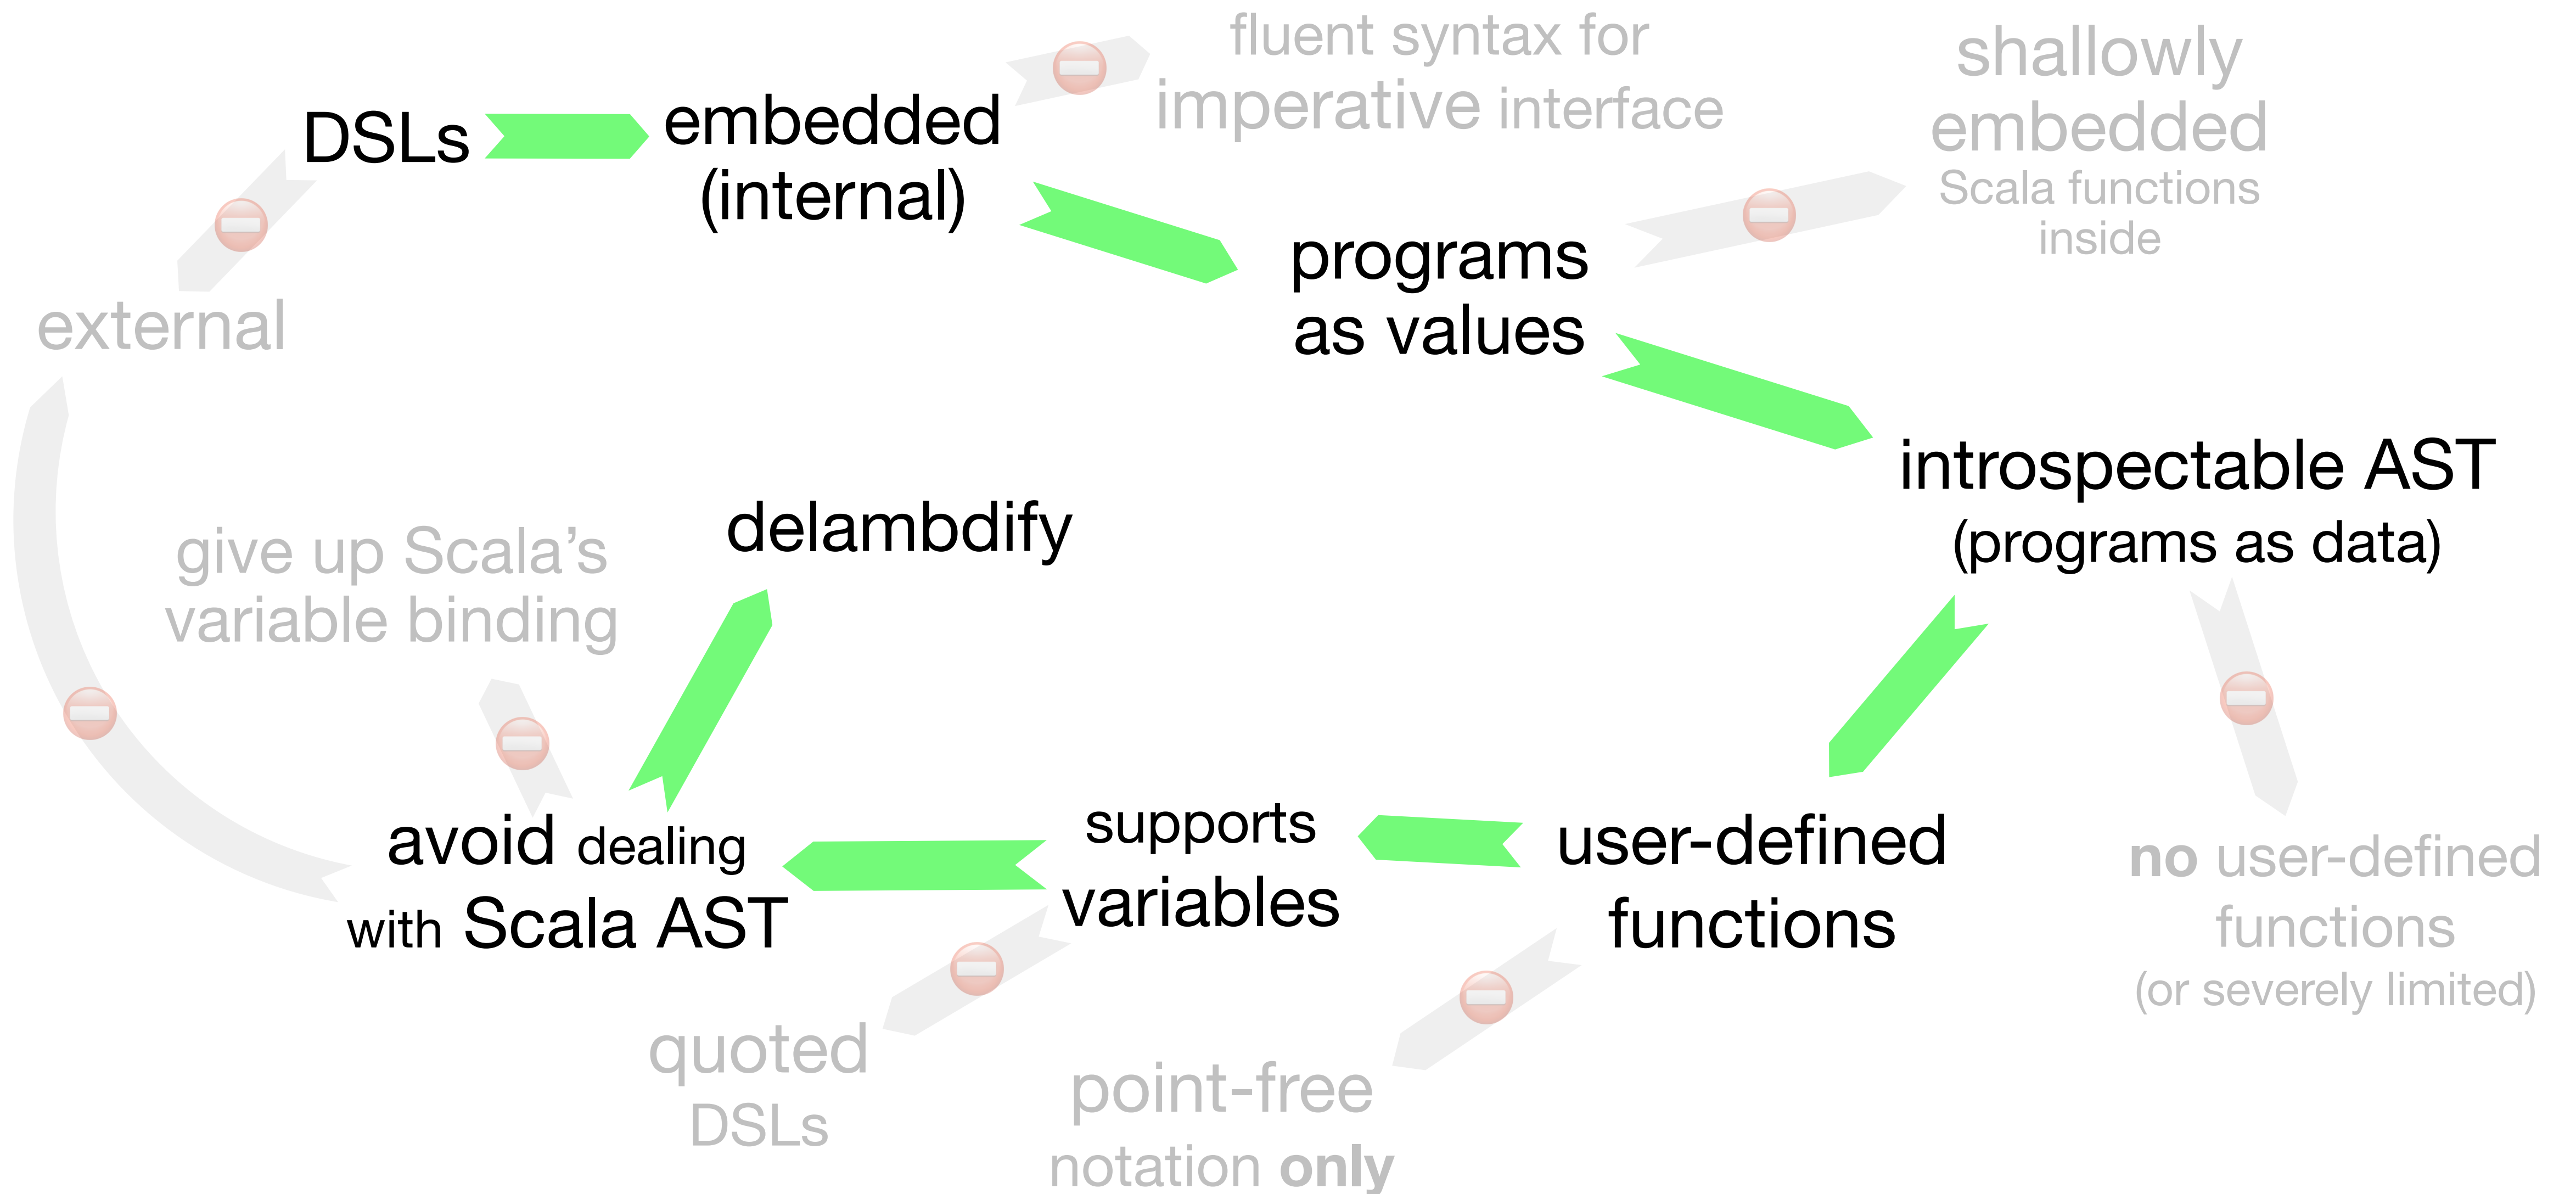 DSLs
embedded
(internal)
fluent syntax for
imperative interface
shallowly
embedded
Scala functions
inside
programs
as values
external
introspectable AST
(programs as data)
delambdify
give up Scala’s
variable binding
avoid dealing
with Scala AST
supports
variables
user-defined
functions
no user-defined
functions
(or severely limited)
quoted
DSLs
point-free
notation only